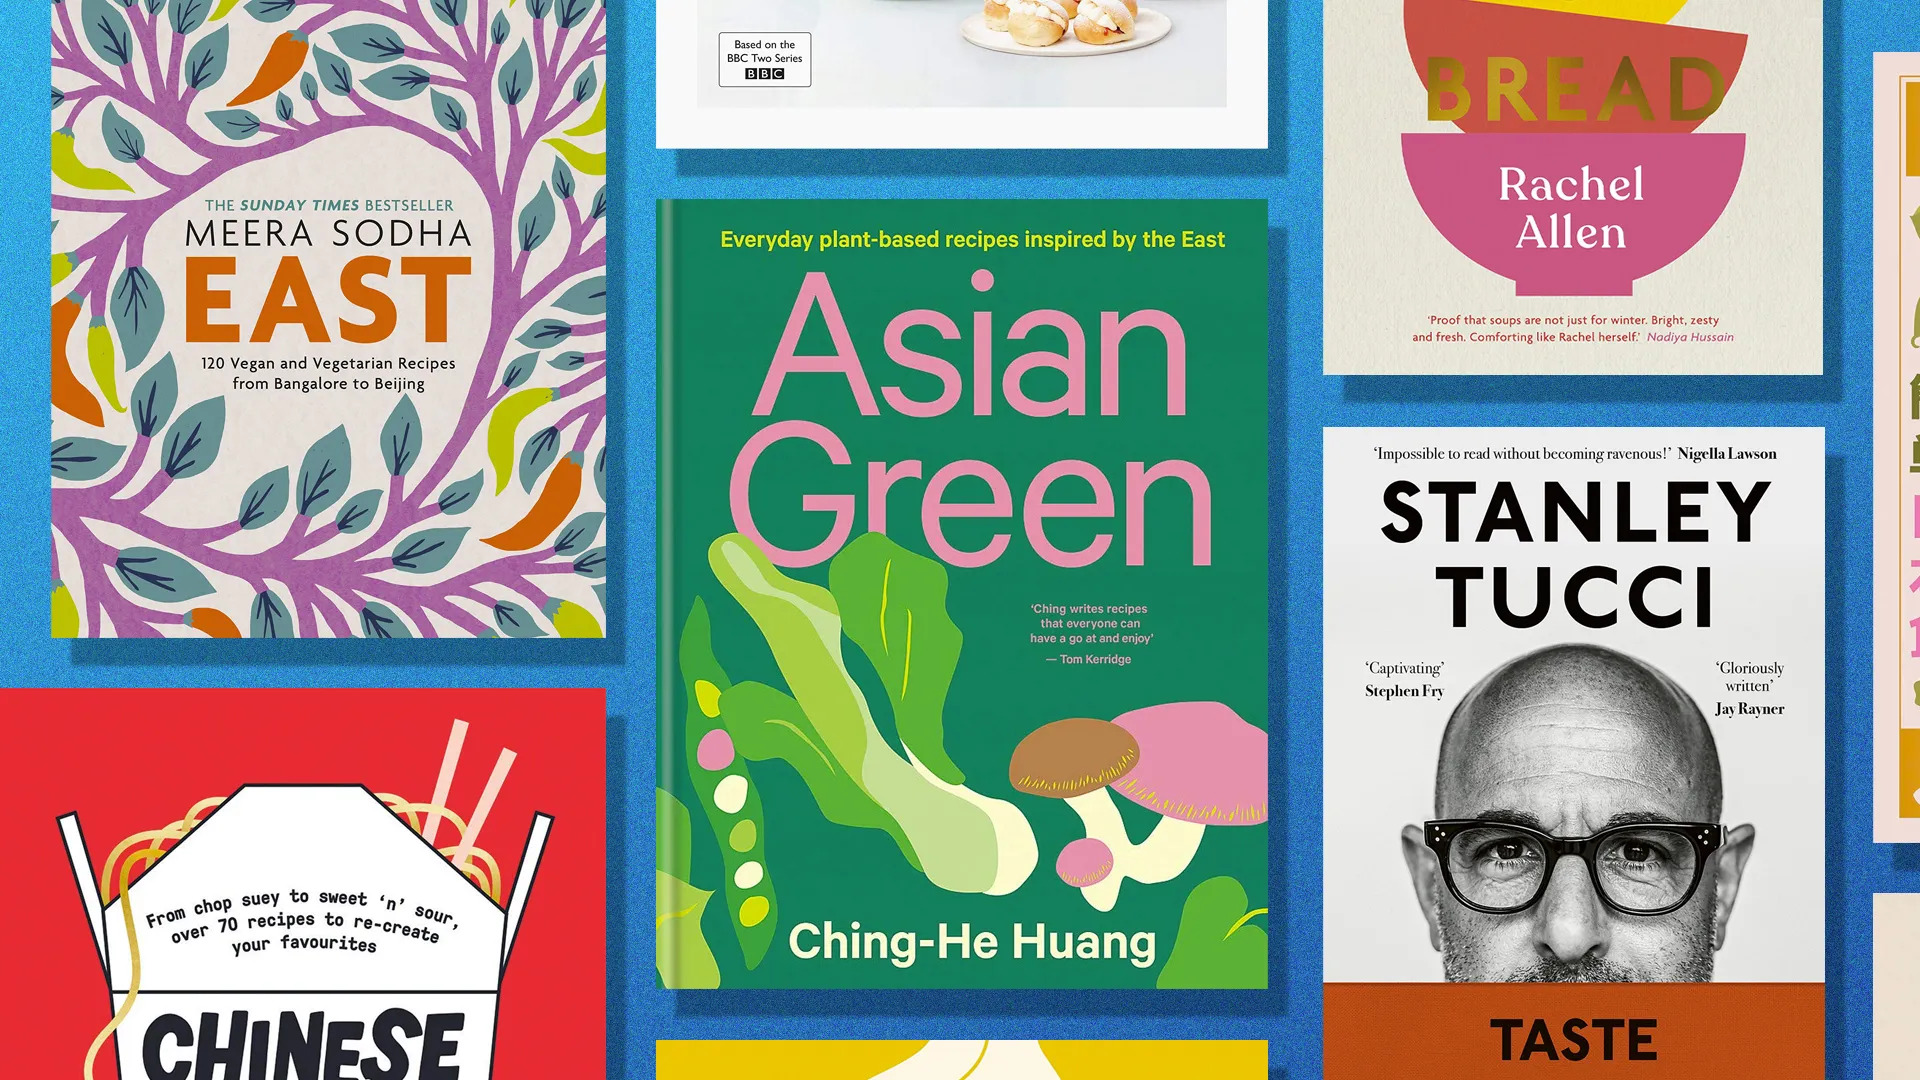 THE SUNDAY TIMES BESTSELLER
MEERA SODHA
EAST
120 Vegan and Vegetarian Recipes
from Bangalore to Beijing
From chop suey to sweet ‘n’ sour,
over 70 recipes to re-create
your favourites
CHINESE
Based on the
BBC Two Series
BBC
Everyday plant-based recipes inspired by the East
Asian
Green
‘Ching writes recipes
that everyone can
have a go at and enjoy’
— Tom Kerridge
Ching-He Huang
BREAD
Rachel
Allen
‘Proof that soups are not just for winter. Bright, zesty
and fresh. Comforting like Rachel herself.’ Nadiya Hussain
‘Impossible to read without becoming ravenous!’ Nigella Lawson
STANLEY
TUCCI
‘Captivating’
Stephen Fry
‘Gloriously
written’
Jay Rayner
TASTE